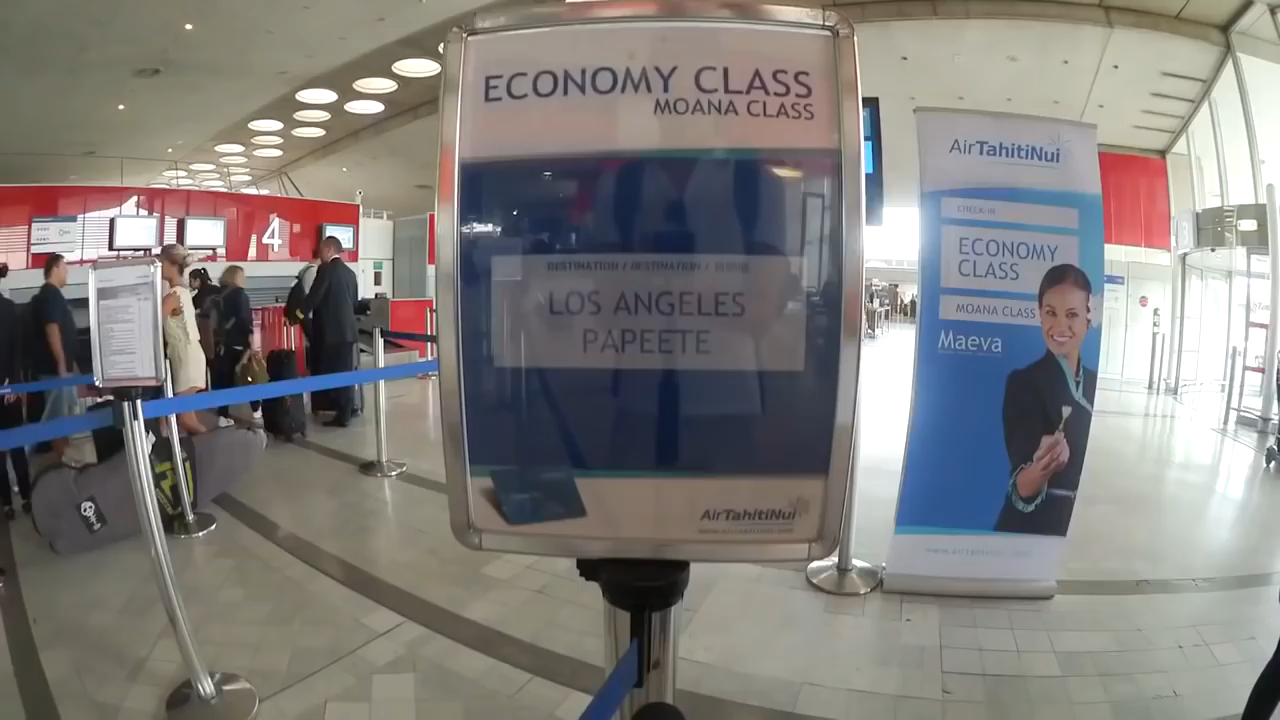 ECONOMY CLASS
MOANA CLASS
DESTINATION / DESTINATION /
LOS ANGELES
PAPEETE
AirTahitiNui
4
AirTahitiNui
CHECK-IN
ECONOMY
CLASS
MOANA CLASS
Maeva